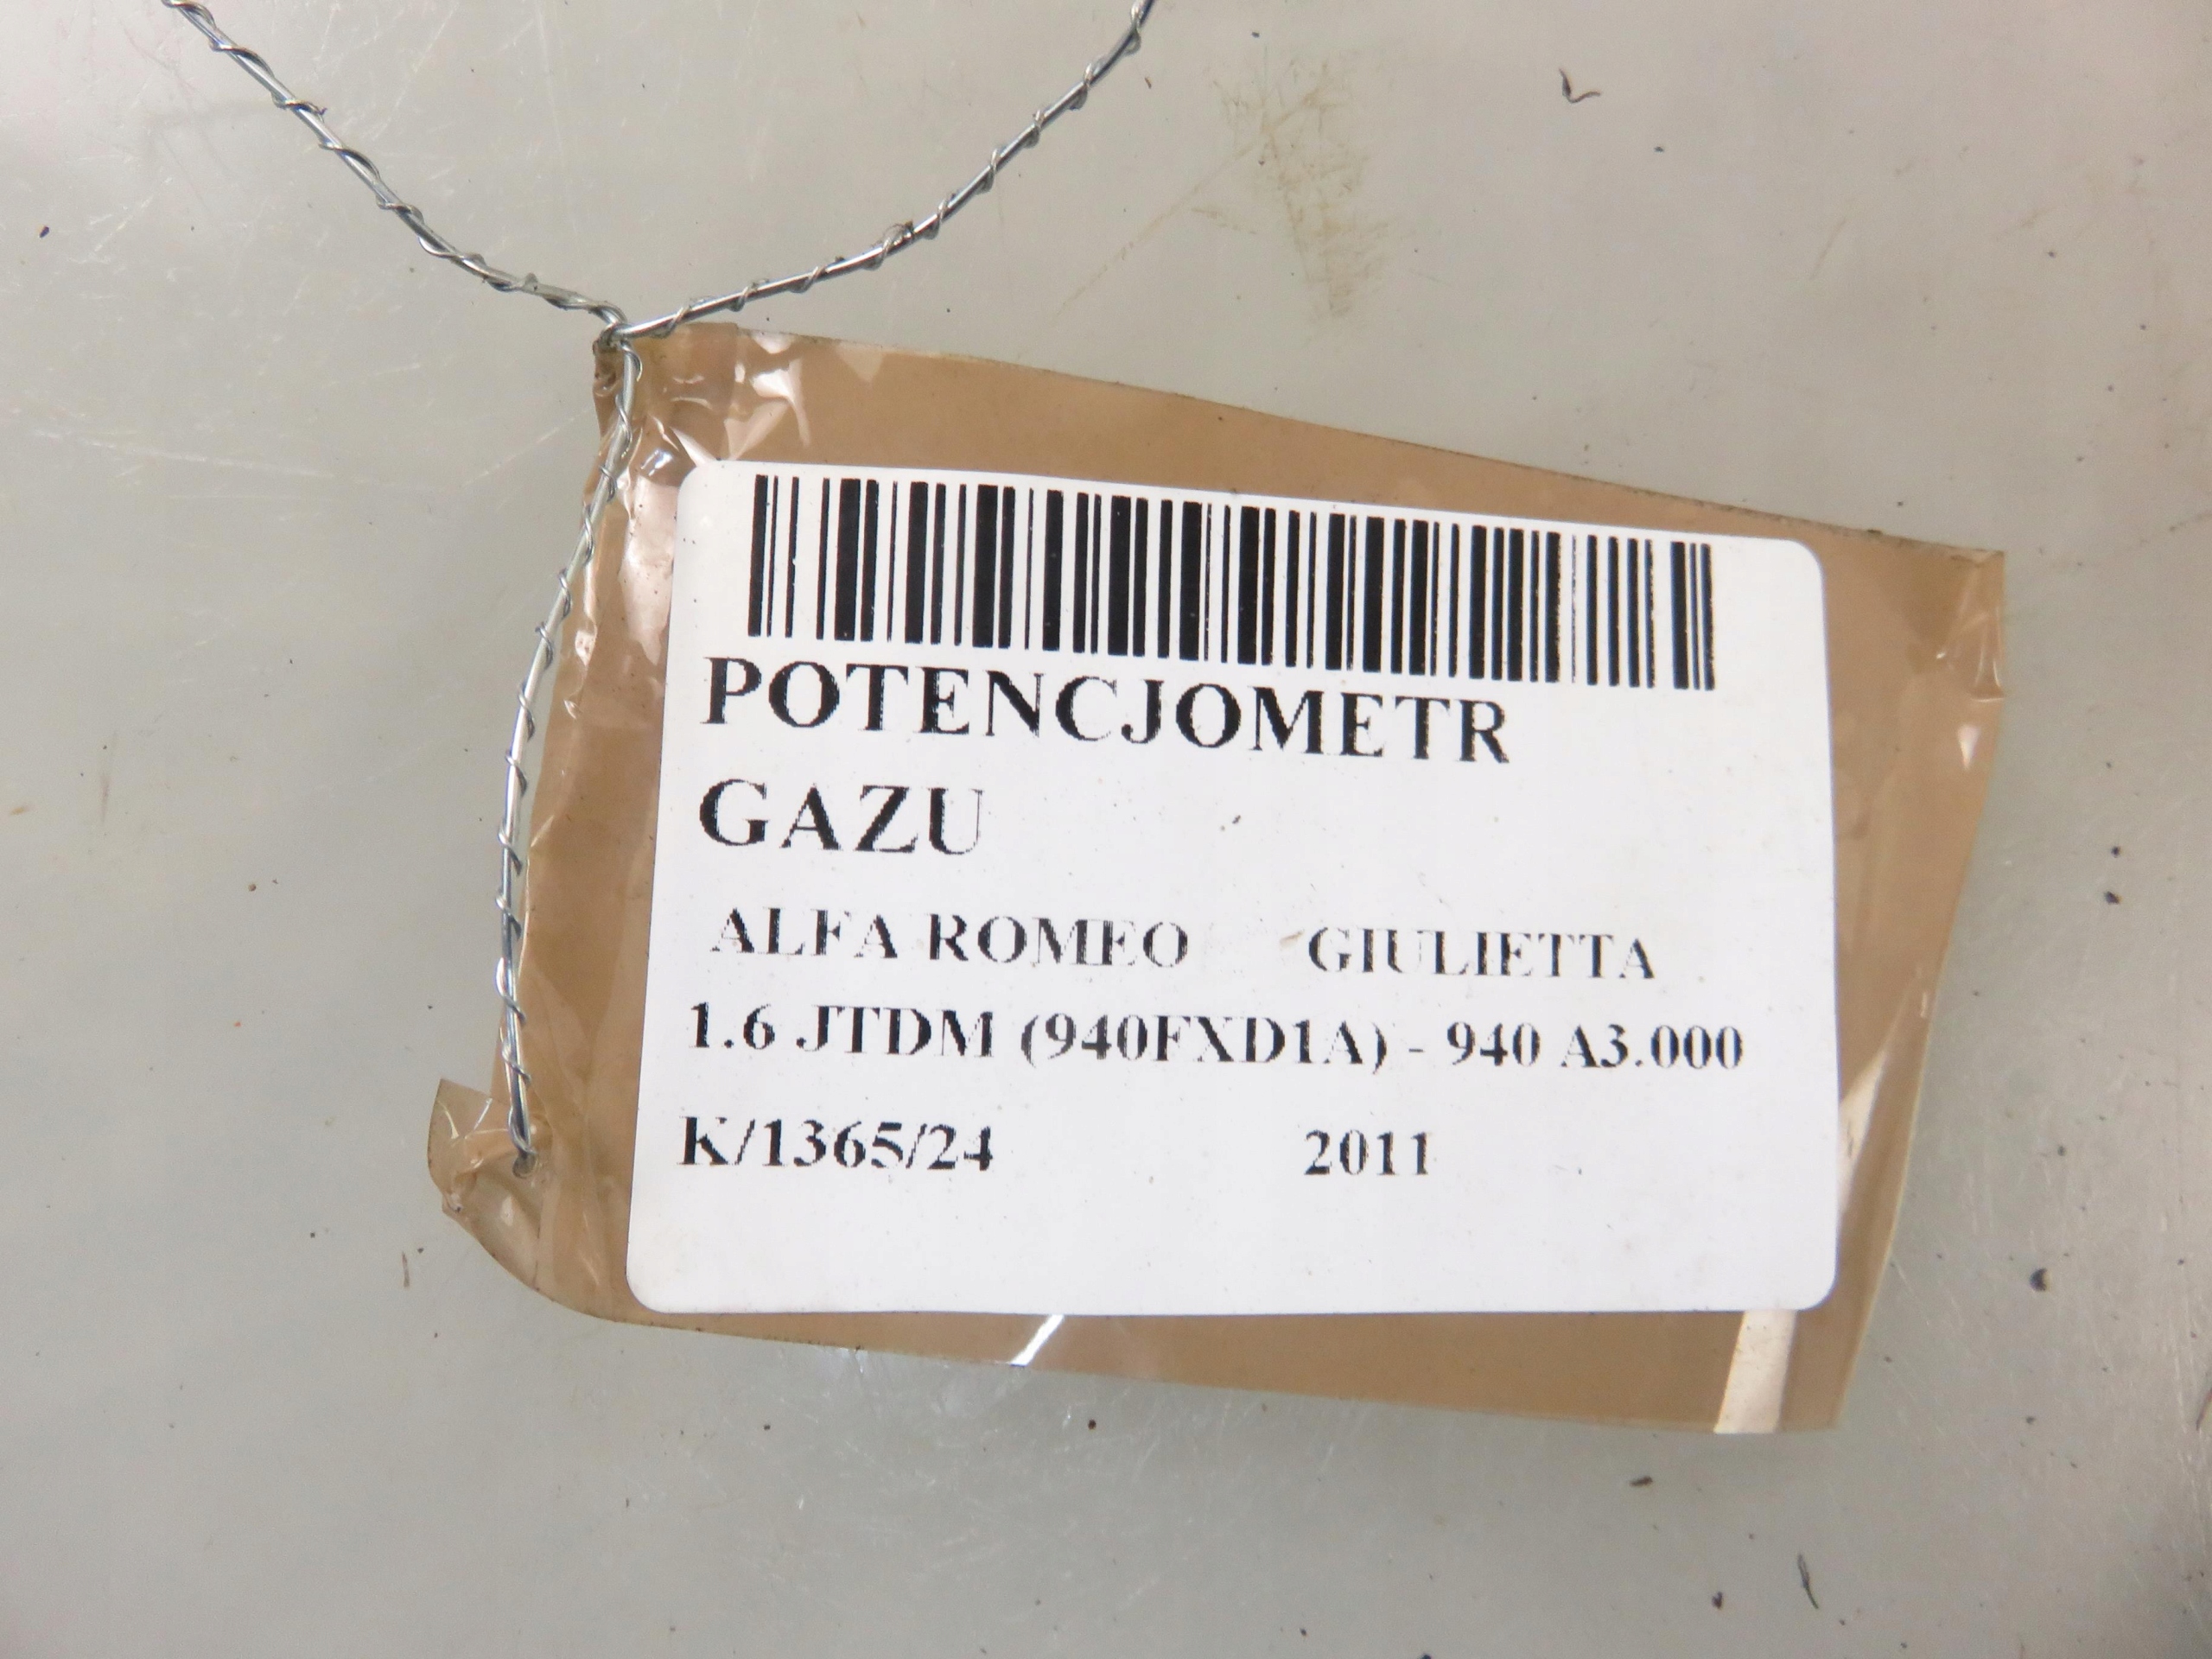 POTENCJOMETR
GAZU
ALFA ROMEO GIULIETTA
1.6 JTDM (940FXD1A) - 940 A3.000
K/1365/24 2011